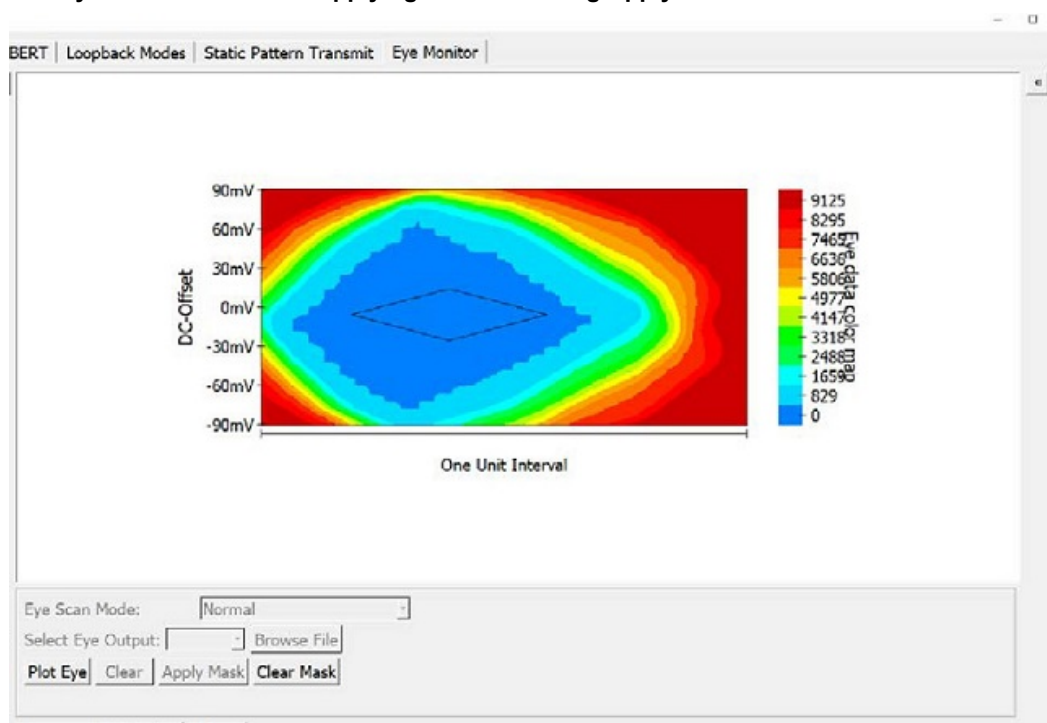 BERT Loopback Modes Static Pattern Transmit Eye Monitor
«
90mV
60mV
30mV
0mV
-30mV
-60mV
-90mV
DC-Offset
One Unit Interval
9125
8295
7465
6636
5806
4977
4147
3318
2488
1659
829
0
Eye data color map
Eye Scan Mode: Normal
Select Eye Output: Browse File
Plot Eye Clear Apply Mask Clear Mask